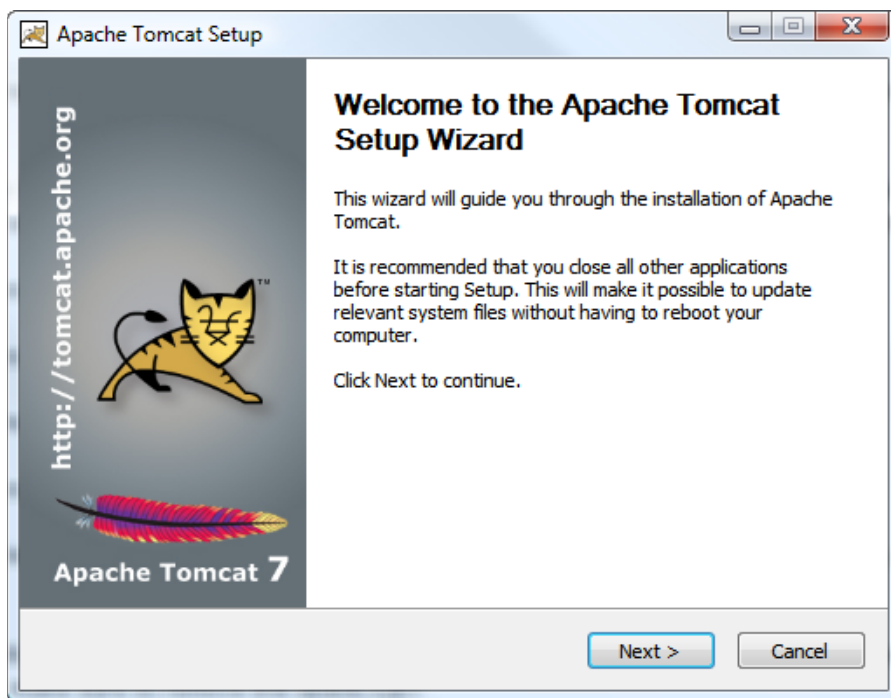 Apache Tomcat Setup
http://tomcat.apache.org
TM
Apache Tomcat 7
Welcome to the Apache Tomcat
Setup Wizard
This wizard will guide you through the installation of Apache
Tomcat.
It is recommended that you close all other applications
before starting Setup. This will make it possible to update
relevant system files without having to reboot your
computer.
Click Next to continue.
Next >
Cancel